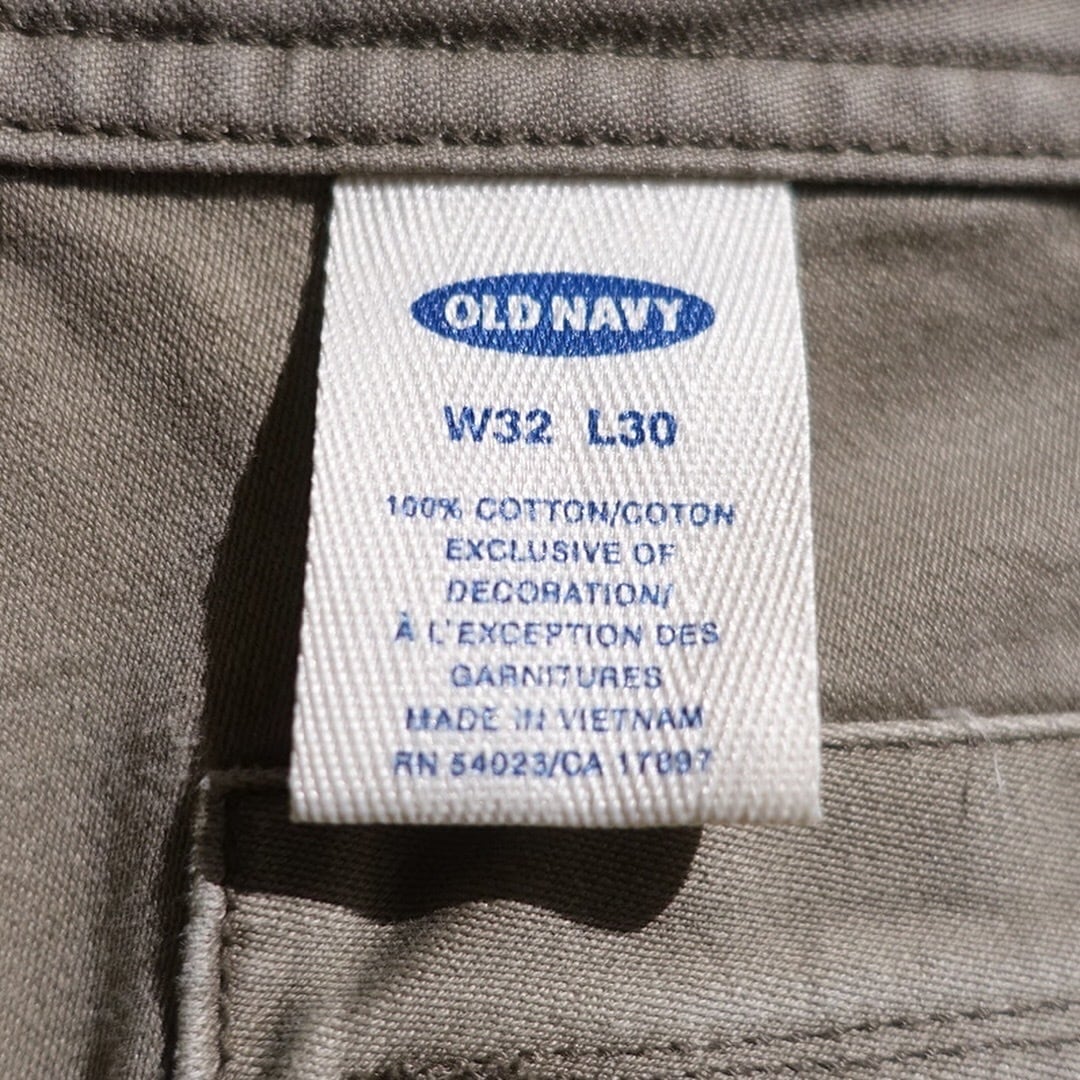 OLD NAVY
W32 L30
100% COTTON/COTON
EXCLUSIVE OF
DECORATION/
À L'EXCEPTION DES
GARNITURES
MADE IN VIETNAM
RN 54023/CA 17897